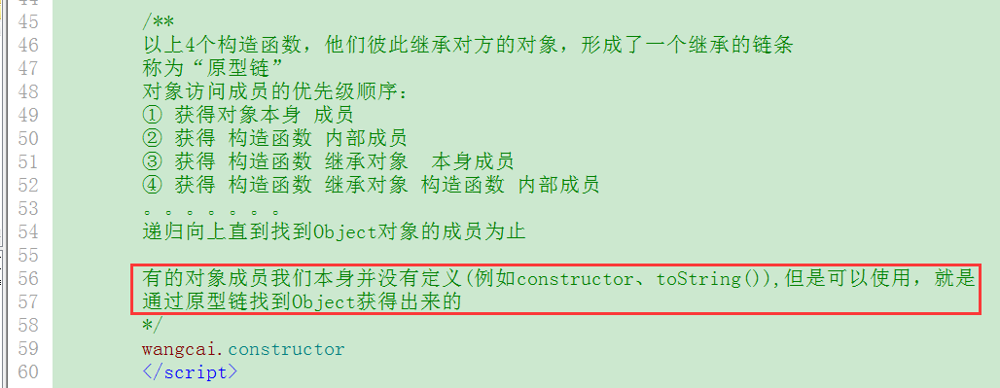 44
45 /**
46 以上4个构造函数，他们彼此继承对方的对象，形成了一个继承的链条
47 称为“原型链”
48 对象访问成员的优先级顺序：
49 ① 获得对象本身 成员
50 ② 获得 构造函数 内部成员
51 ③ 获得 构造函数 继承对象  本身成员
52 ④ 获得 构造函数 继承对象 构造函数 内部成员
53 。。。。。。。
54 递归向上直到找到Object对象的成员为止
55
56 有的对象成员我们本身并没有定义(例如constructor、toString()),但是可以使用，就是
57 通过原型链找到Object获得出来的
58 */
59 wangcai.constructor
60 </script>